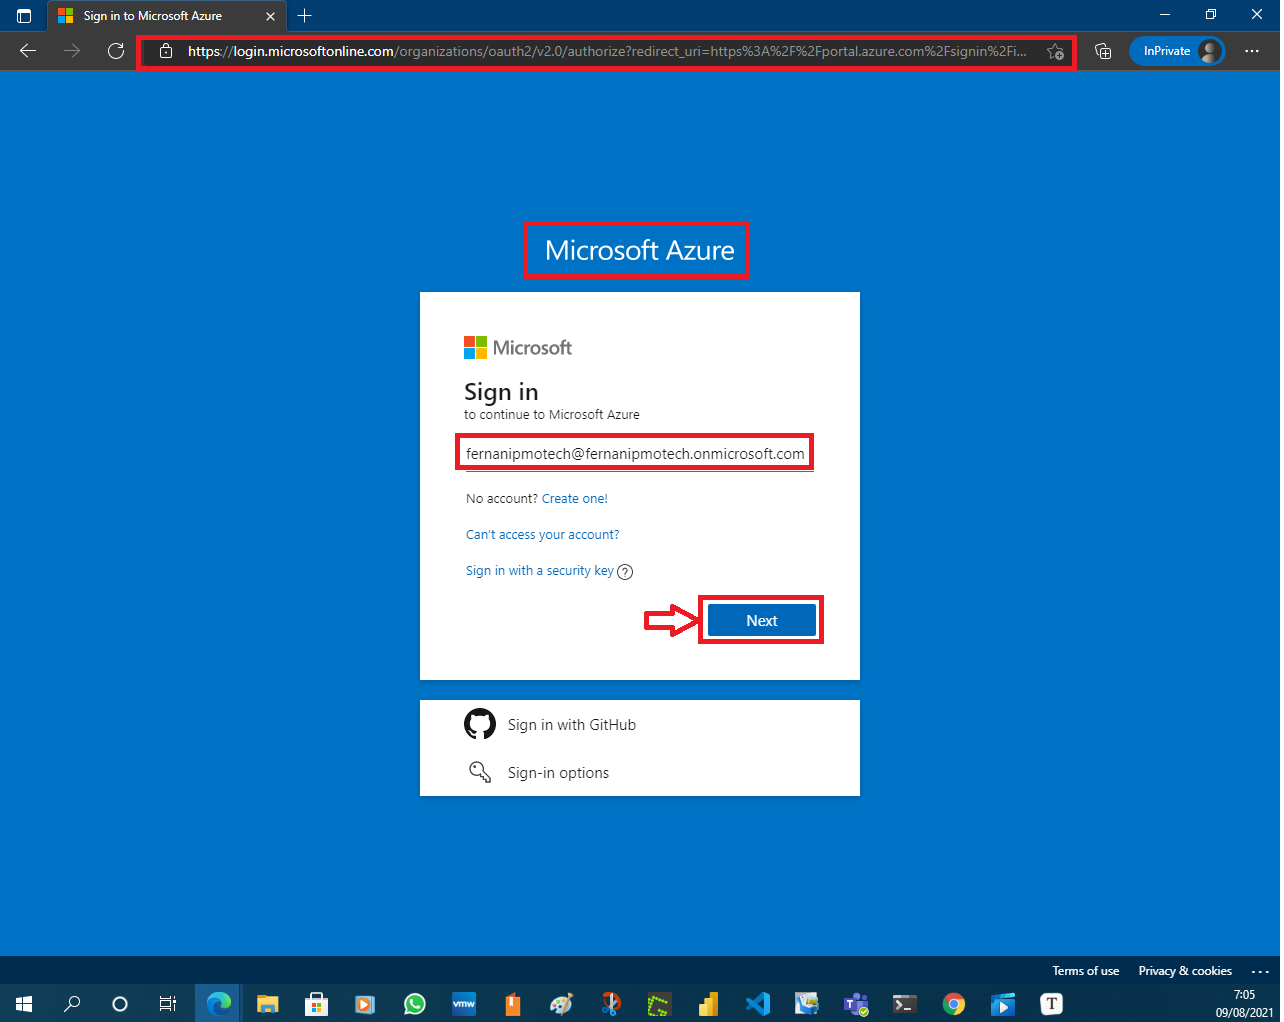 Sign in to Microsoft Azure
https://login.microsoftonline.com/organizations/oauth2/v2.0/authorize?redirect_uri=https%3A%2F%2Fportal.azure.com%2Fsignin%2Fi...
InPrivate
Microsoft Azure
Microsoft
Sign in
to continue to Microsoft Azure
fernanipmotech@fernanipmotech.onmicrosoft.com
No account? Create one!
Can't access your account?
Sign in with a security key ?
Next
Sign in with GitHub
Sign-in options
Terms of use Privacy & cookies ...
vmw
T
7:05
09/08/2021